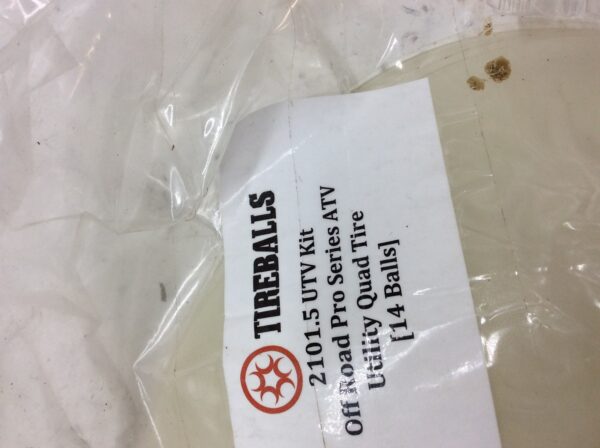 TIREBALLS
2101.5 UTV Kit
Off Road Pro Series ATV
Utility Quad Tire
[14 Balls]